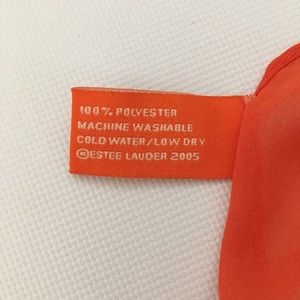 100% POLYESTER
MACHINE WASHABLE
COLD WATER/LOW DRY
©ESTEE LAUDER 2005